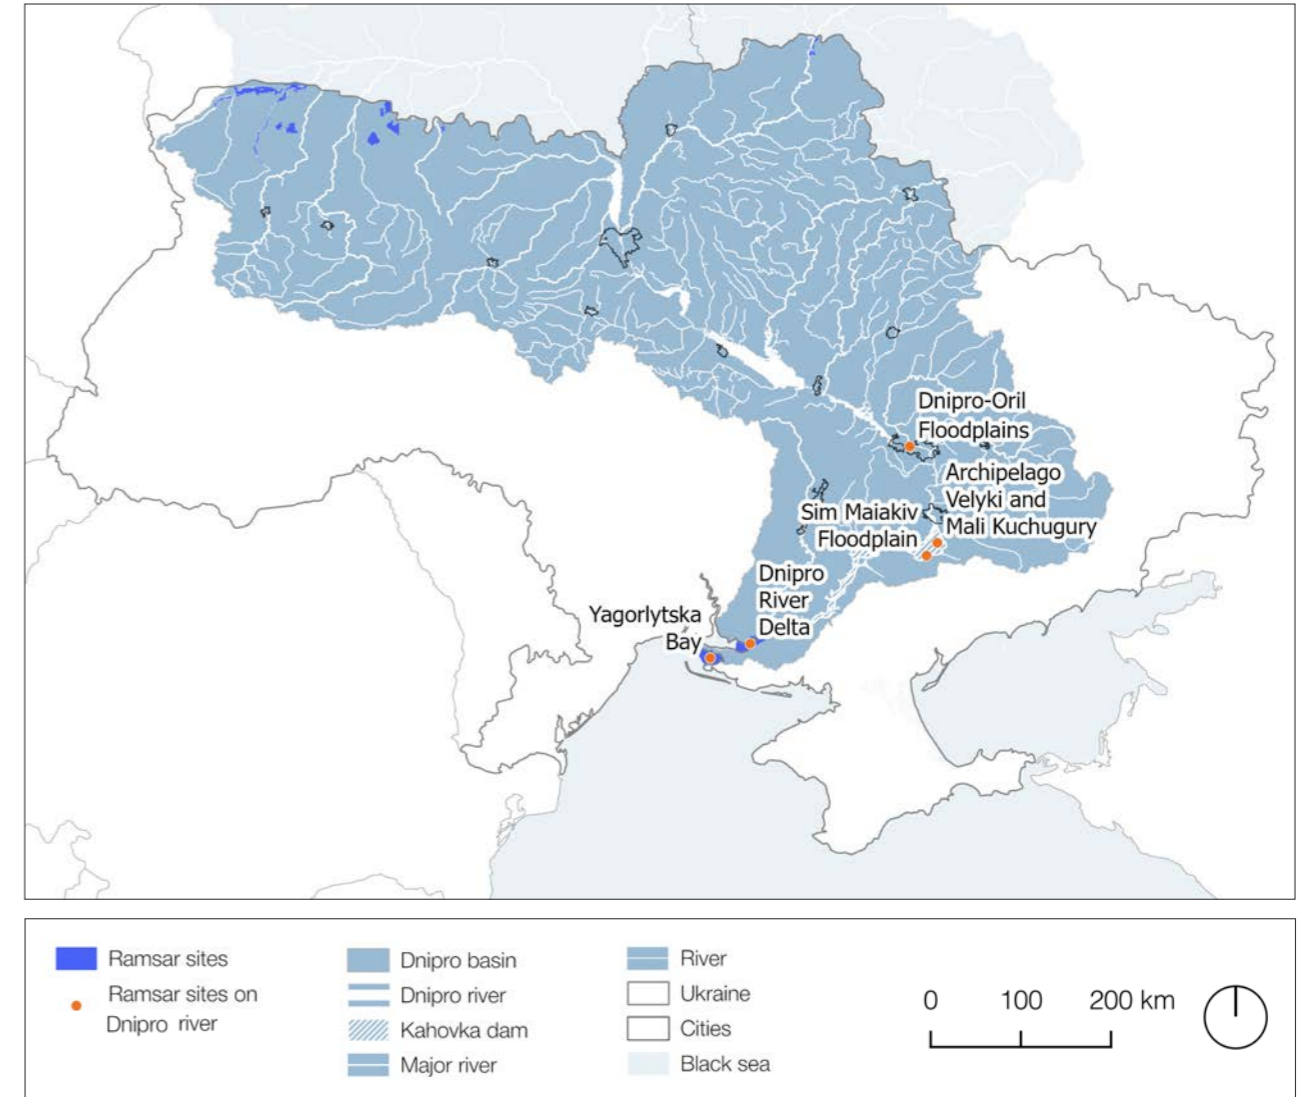 Dnipro-Oril
Floodplains
Archipelago
Velyki and
Mali Kuchugury
Sim Maiakiv
Floodplain
Dnipro
River
Delta
Yagorlytska
Bay
Ramsar sites
Ramsar sites on
Dnipro river
Dnipro basin
Dnipro river
Kahovka dam
Major river
River
Ukraine
Cities
Black sea
0 100 200 km